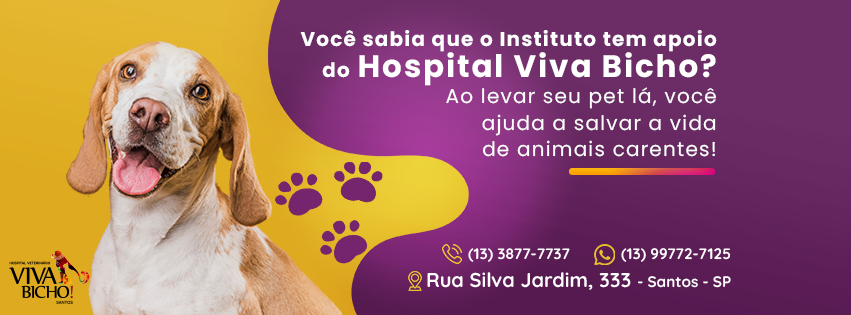 Você sabia que o Instituto tem apoio
do Hospital Viva Bicho?
Ao levar seu pet lá, você
ajuda a salvar a vida
de animais carentes!
(13) 3877-7737 (13) 99772-7125
Rua Silva Jardim, 333 - Santos - SP
HOSPITAL VETERINÁRIO
VIVA
BICHO!
SANTOS